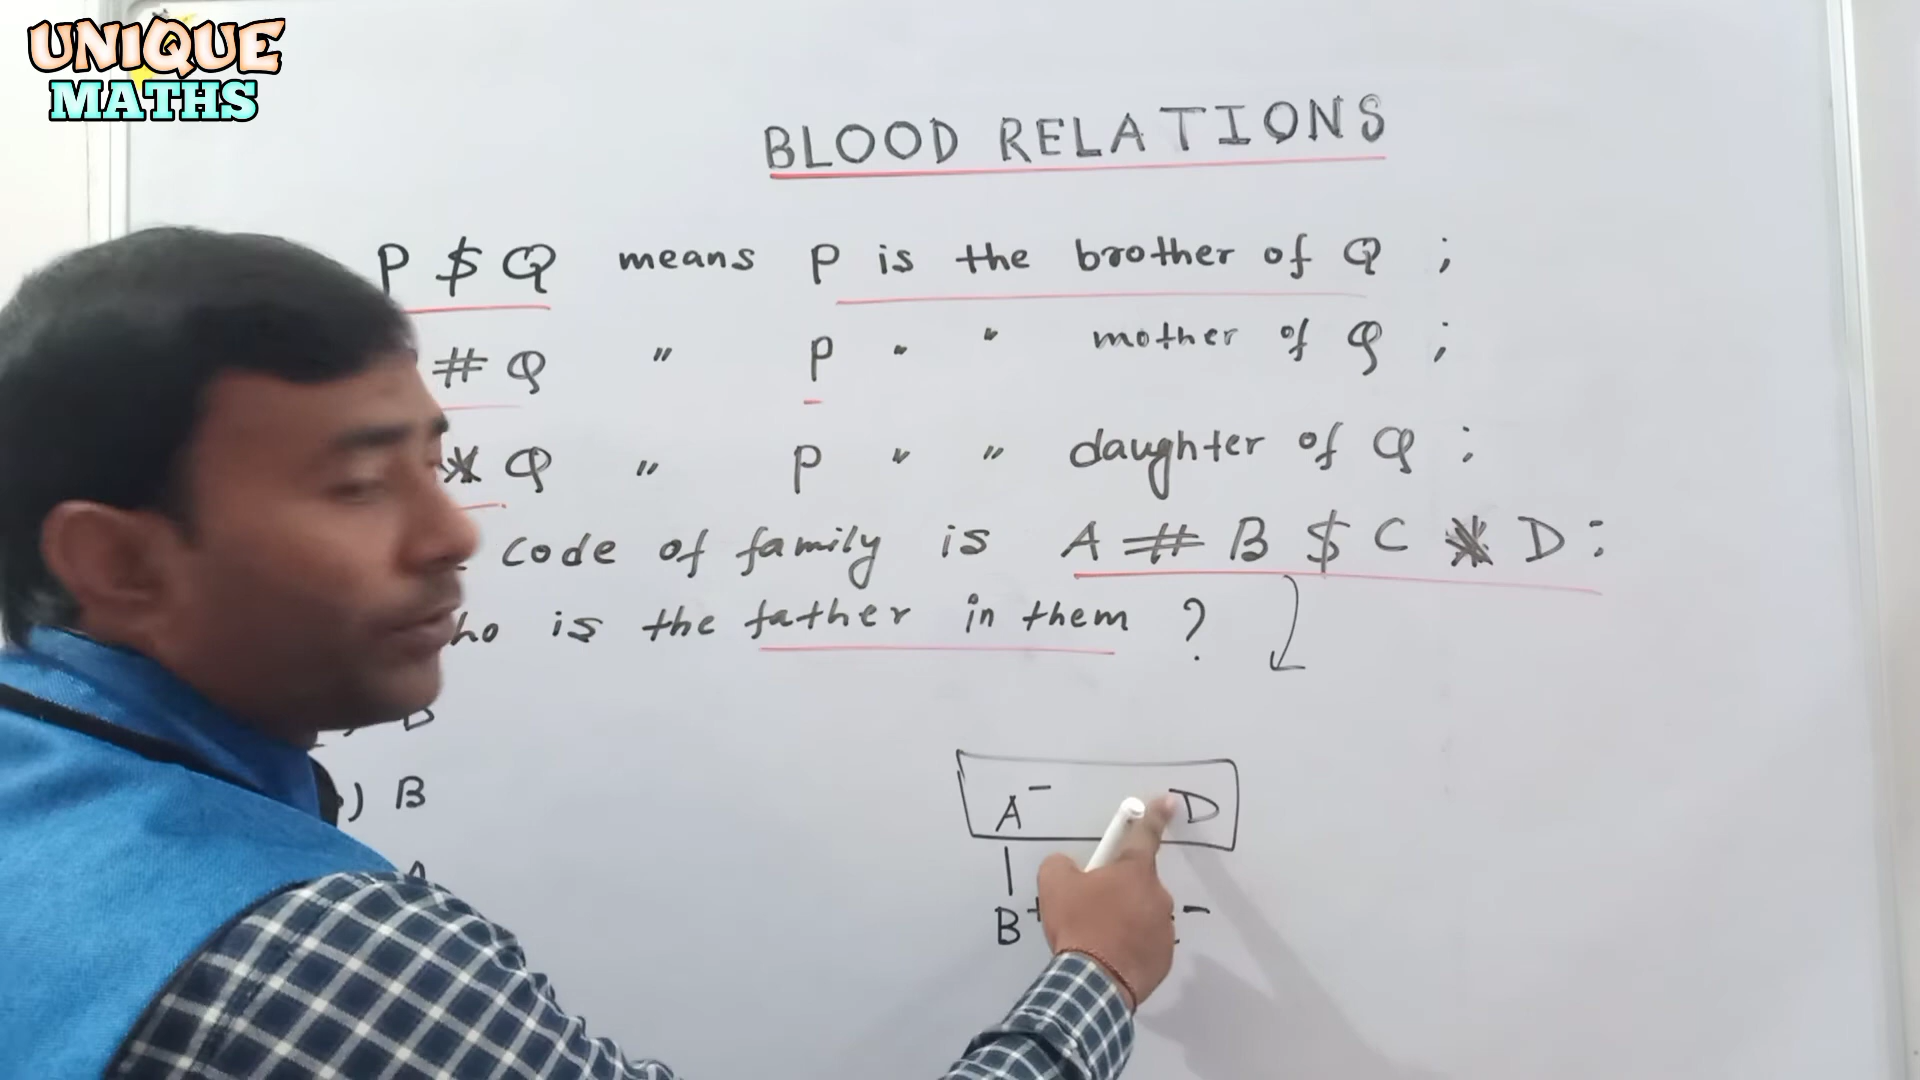 UNIQUE
MATHS
BLOOD RELATIONS
P $ Q means P is the brother of Q ;
# Q " P " " mother of Q ;
* Q " P " " daughter of Q ;
code of family is A # B $ C * D :
ho is the father in them ?
) B
A⁻ D
B⁺ ⁻